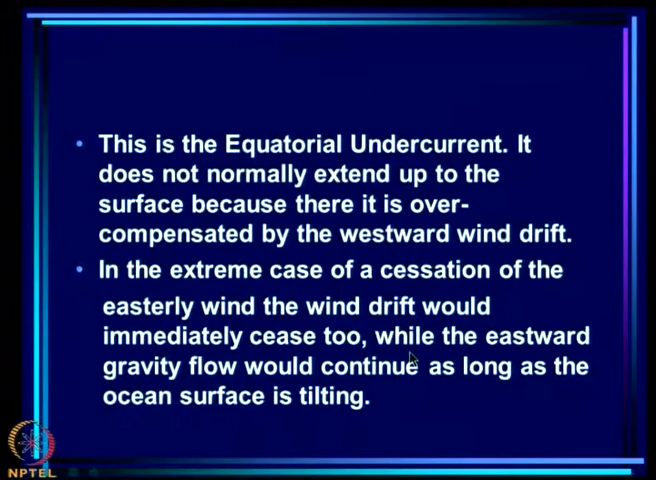 • This is the Equatorial Undercurrent. It
does not normally extend up to the
surface because there it is over-
compensated by the westward wind drift.
• In the extreme case of a cessation of the
easterly wind the wind drift would
immediately cease too, while the eastward
gravity flow would continue as long as the
ocean surface is tilting.
NPTEL